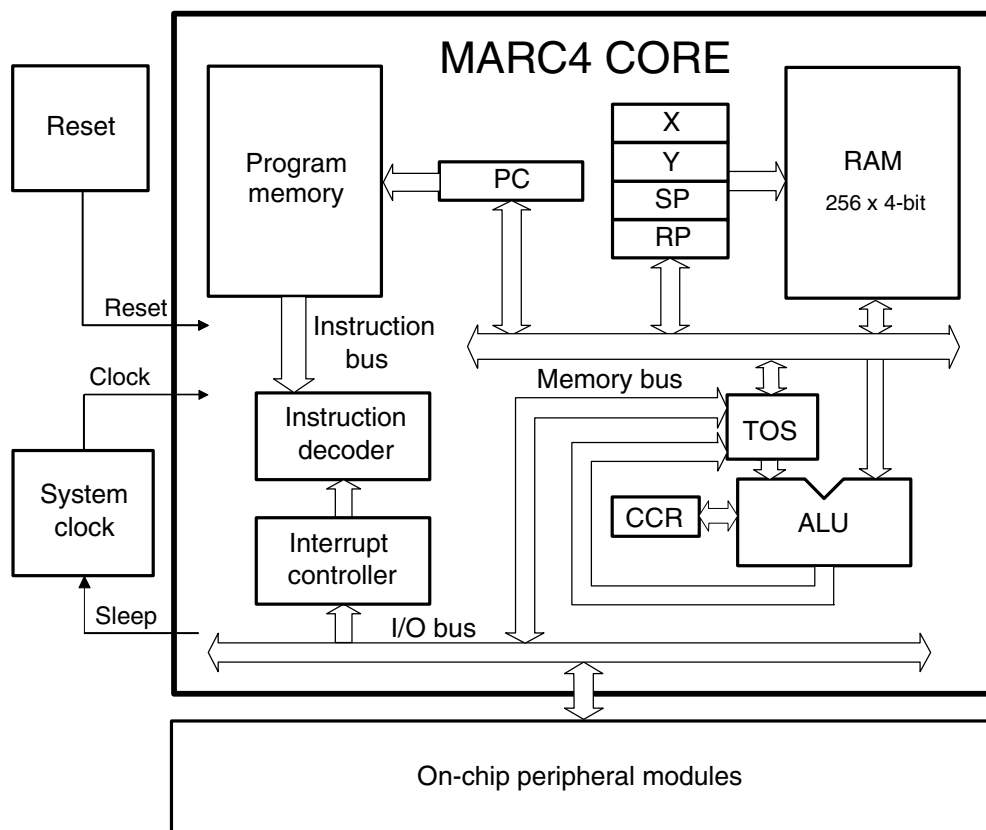 MARC4 CORE
Reset
Program
memory
PC
X
Y
SP
RP
RAM
256 x 4-bit
Reset
Instruction
bus
Clock
Memory bus
Instruction
decoder
TOS
System
clock
CCR
ALU
Interrupt
controller
Sleep
I/O bus
On-chip peripheral modules